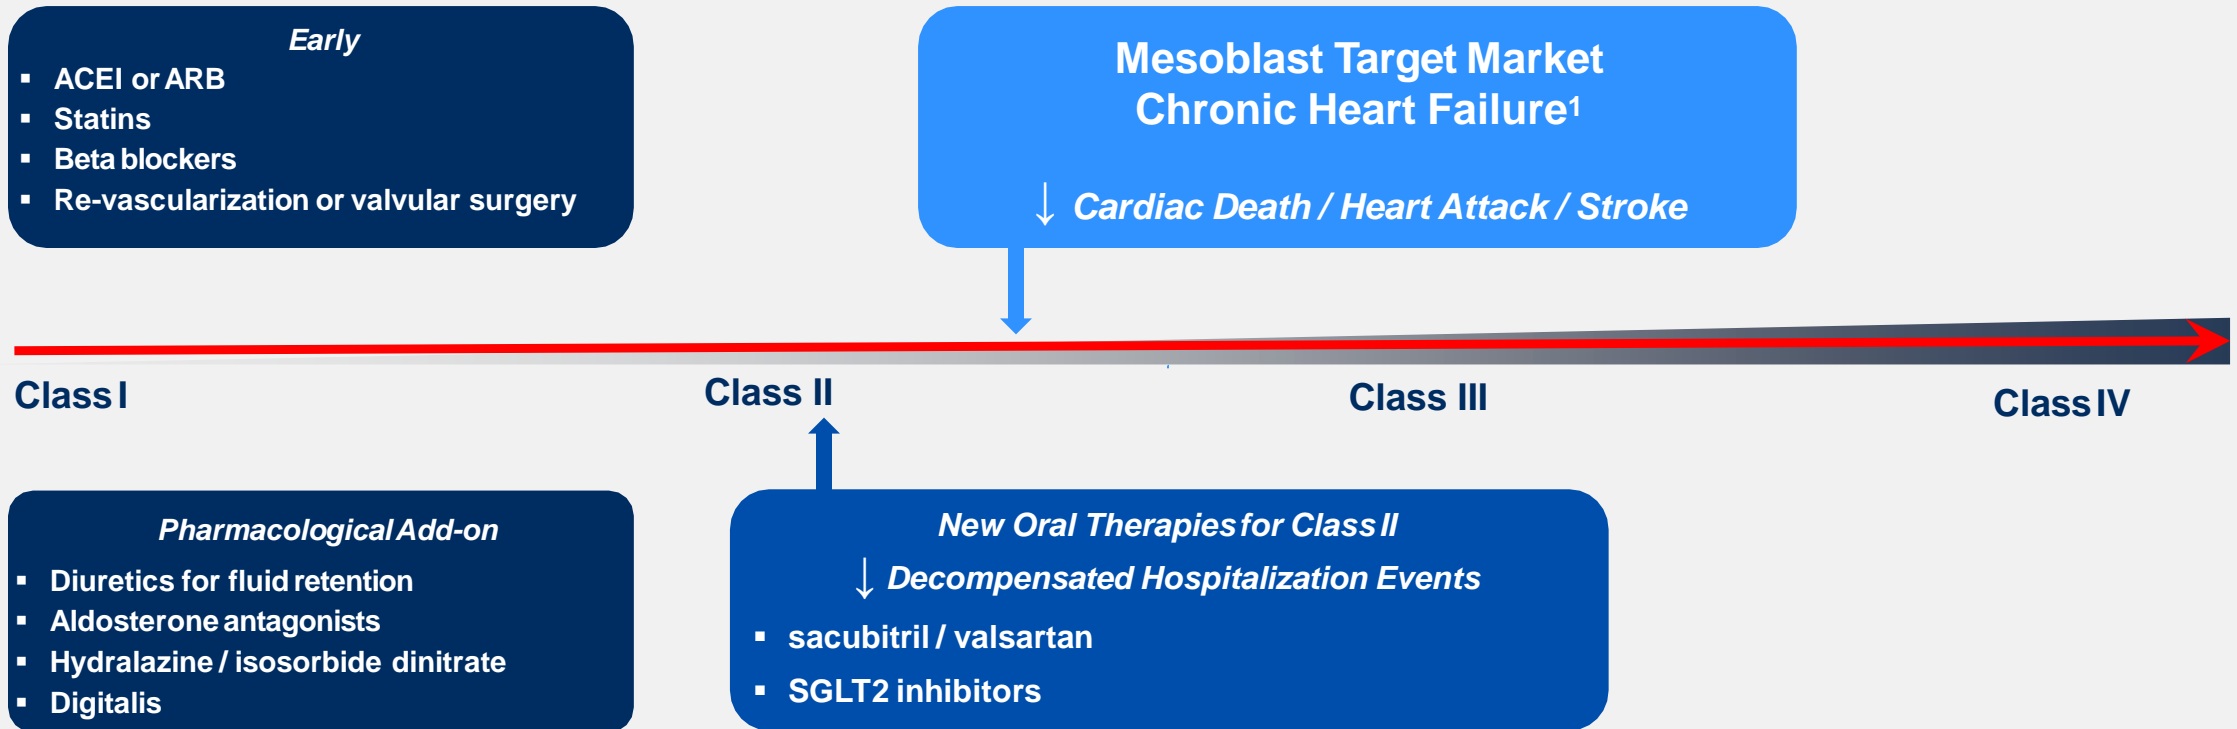 Early
▪ ACEI or ARB
▪ Statins
▪ Beta blockers
▪ Re-vascularization or valvular surgery
Mesoblast Target Market
Chronic Heart Failure¹
↓ Cardiac Death / Heart Attack / Stroke
Class I
Class II
Class III
Class IV
Pharmacological Add-on
▪ Diuretics for fluid retention
▪ Aldosterone antagonists
▪ Hydralazine / isosorbide dinitrate
▪ Digitalis
New Oral Therapies for Class II
↓ Decompensated Hospitalization Events
▪ sacubitril / valsartan
▪ SGLT2 inhibitors